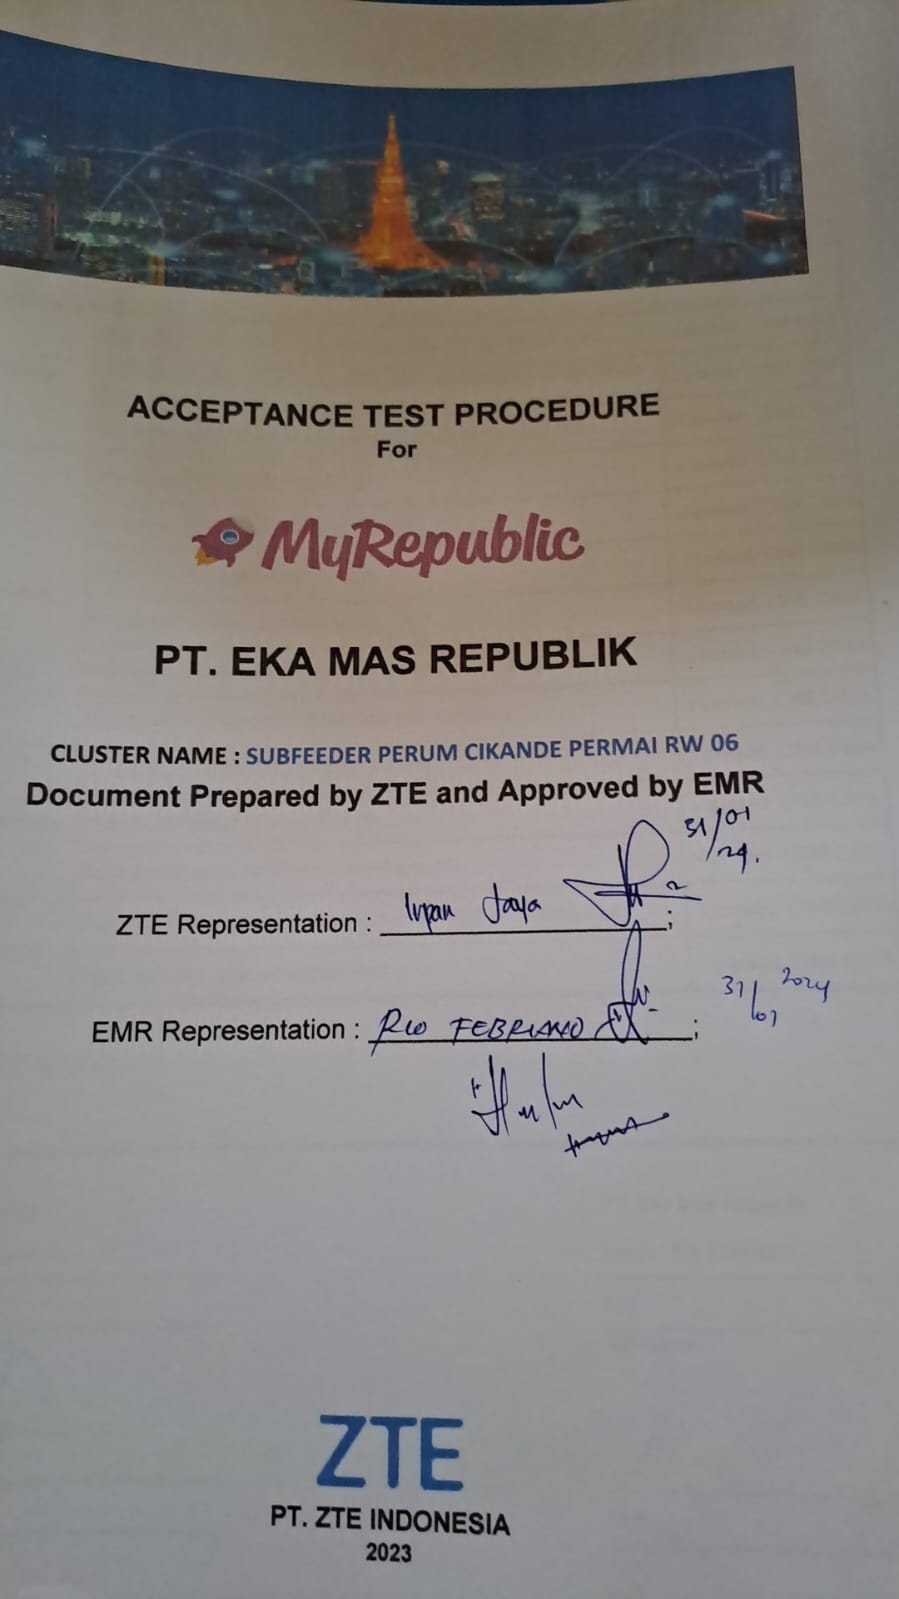 ACCEPTANCE TEST PROCEDURE
For
MyRepublic
PT. EKA MAS REPUBLIK
CLUSTER NAME : SUBFEEDER PERUM CIKANDE PERMAI RW 06
Document Prepared by ZTE and Approved by EMR
31/01
/24.
ZTE Representation : Irpan Jaya ;
EMR Representation : RIO FEBRIANO ; 31/01 2024
ZTE
PT. ZTE INDONESIA
2023